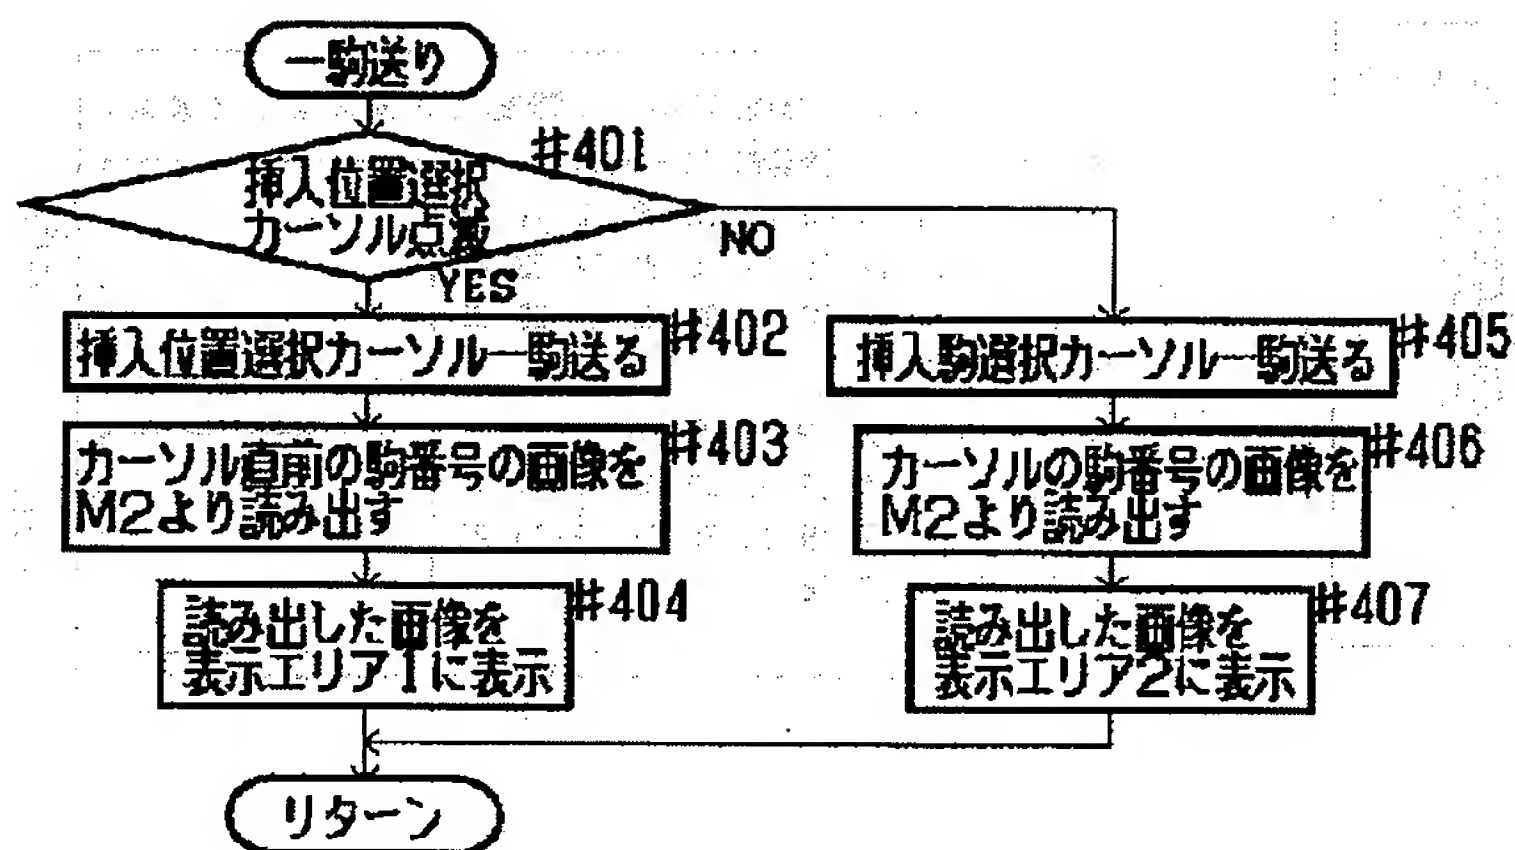 一駒送り
#401
挿入位置選択
カーソル点滅
NO
YES
挿入位置選択カーソル一駒送る
#402
カーソル直前の駒番号の画像を
M2より読み出す
#403
読み出した画像を
表示エリア1に表示
#404
挿入駒選択カーソル一駒送る
#405
カーソルの駒番号の画像を
M2より読み出す
#406
読み出した画像を
表示エリア2に表示
#407
リターン